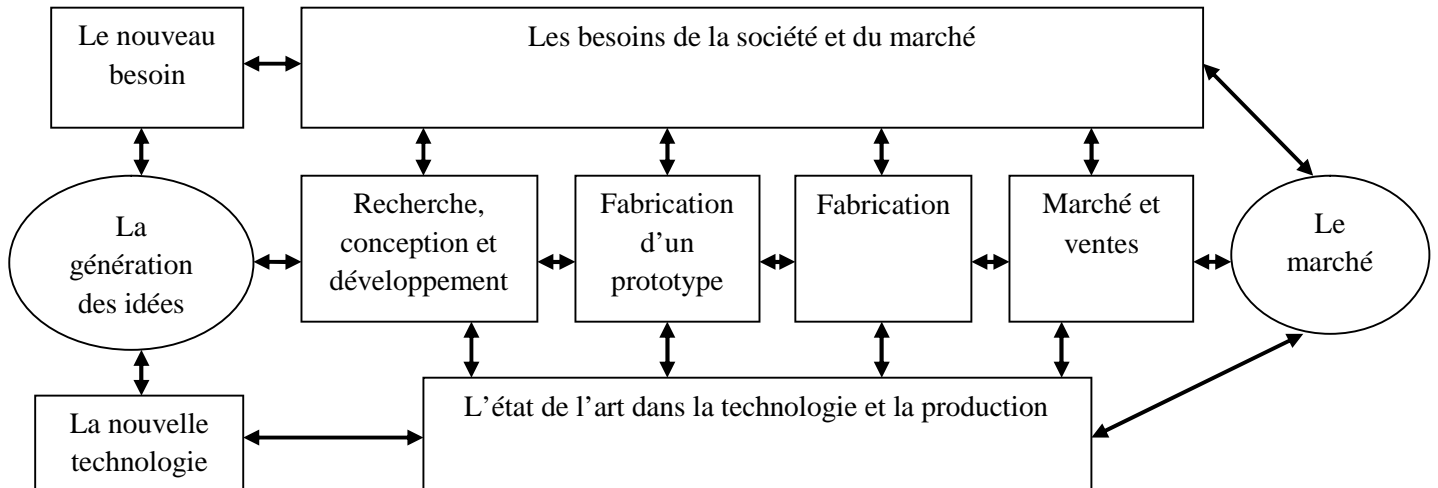 Le nouveau
besoin
Les besoins de la société et du marché
La
génération
des idées
Recherche,
conception et
développement
Fabrication
d’un
prototype
Fabrication
Marché et
ventes
Le
marché
La nouvelle
technologie
L’état de l’art dans la technologie et la production